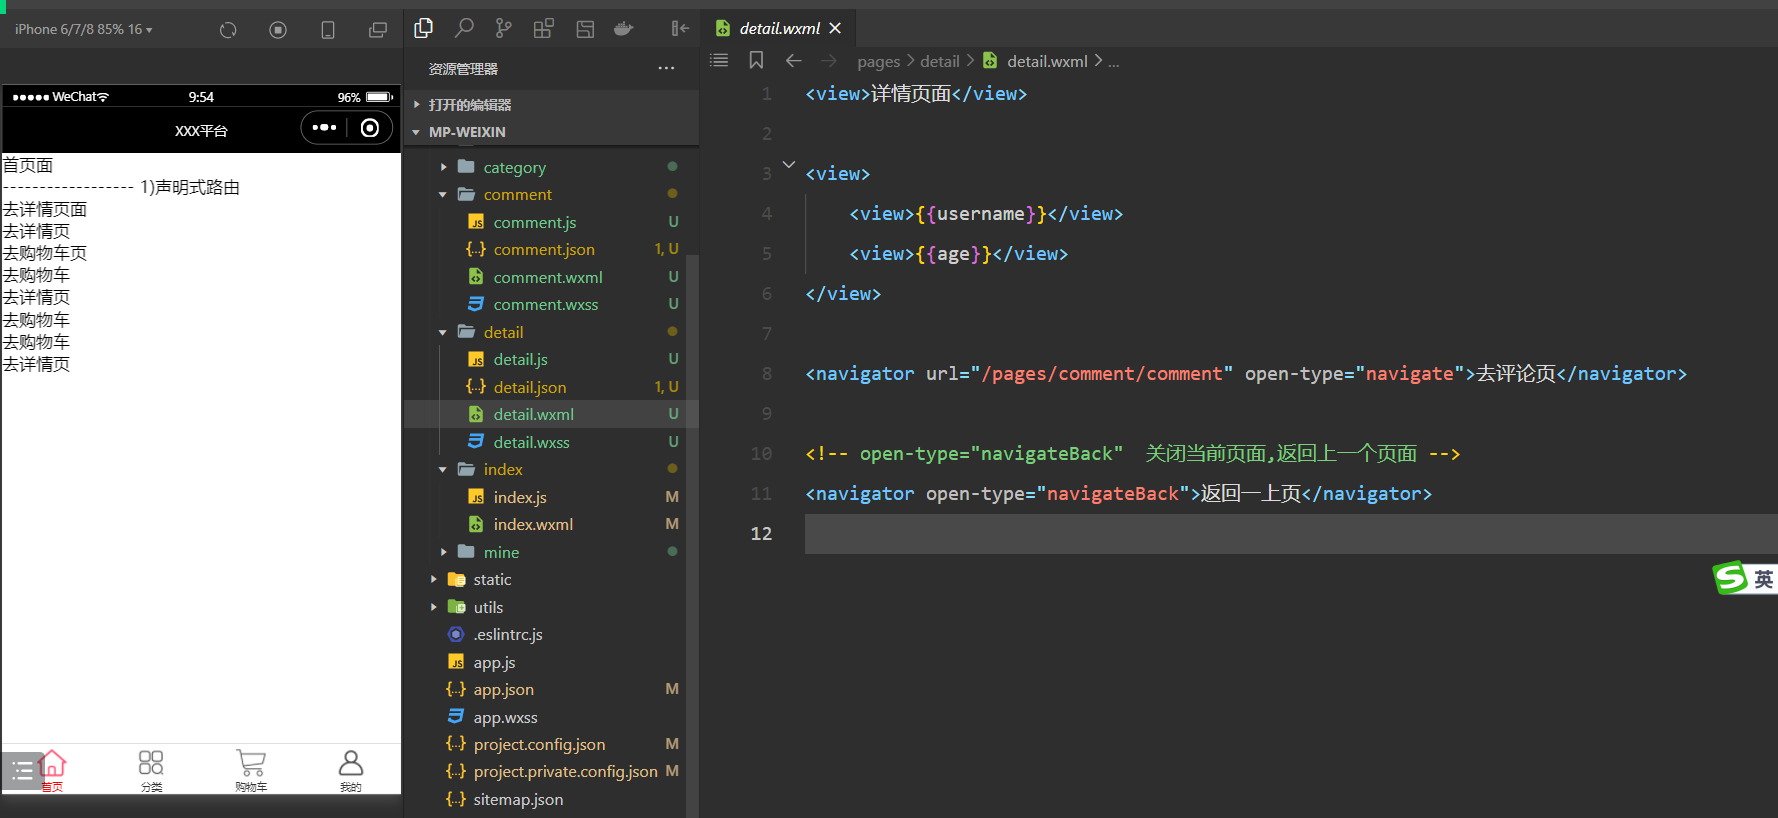 iPhone 6/7/8 85% 16
WeChat
9:54
96%
XXX平台
首页面
------------------ 1)声明式路由
去详情页面
去详情页
去购物车页
去购物车
去详情页
去购物车
去购物车
去详情页
首页
分类
购物车
我的
资源管理器
打开的编辑器
MP-WEIXIN
category
comment
comment.js U
comment.json 1, U
comment.wxml U
comment.wxss U
detail
detail.js U
detail.json 1, U
detail.wxml U
detail.wxss U
index
index.js M
index.wxml M
mine
static
utils
.eslintrc.js
app.js
app.json M
app.wxss
project.config.json M
project.private.config.json M
sitemap.json
detail.wxml
pages > detail > detail.wxml > ...
1 <view>详情页面</view>
2
3 <view>
4 <view>{{username}}</view>
5 <view>{{age}}</view>
6 </view>
7
8 <navigator url="/pages/comment/comment" open-type="navigate">去评论页</navigator>
9
10 <!-- open-type="navigateBack" 关闭当前页面,返回上一个页面 -->
11 <navigator open-type="navigateBack">返回一上页</navigator>
12
S 英